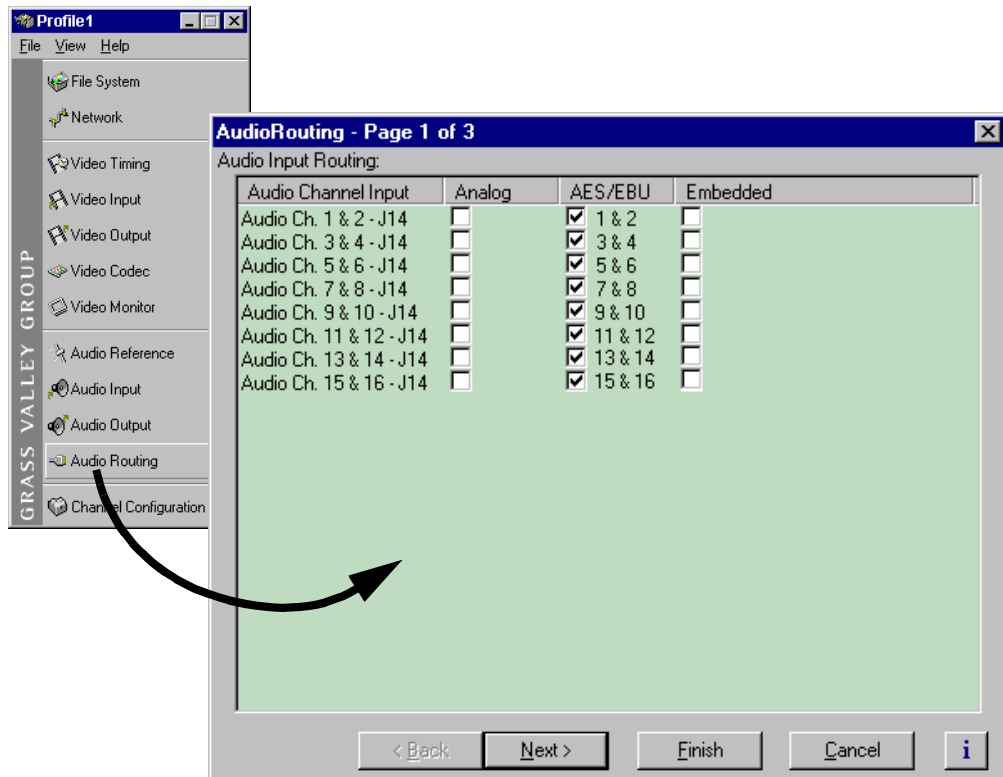 Profile1
File View Help
File System
Network
Video Timing
Video Input
Video Output
Video Codec
Video Monitor
Audio Reference
Audio Input
Audio Output
Audio Routing
Channel Configuration
GRASS VALLEY GROUP
AudioRouting - Page 1 of 3
Audio Input Routing:
Audio Channel Input Analog AES/EBU Embedded
Audio Ch. 1 & 2 - J14 1 & 2
Audio Ch. 3 & 4 - J14 3 & 4
Audio Ch. 5 & 6 - J14 5 & 6
Audio Ch. 7 & 8 - J14 7 & 8
Audio Ch. 9 & 10 - J14 9 & 10
Audio Ch. 11 & 12 - J14 11 & 12
Audio Ch. 13 & 14 - J14 13 & 14
Audio Ch. 15 & 16 - J14 15 & 16
< Back Next > Finish Cancel i